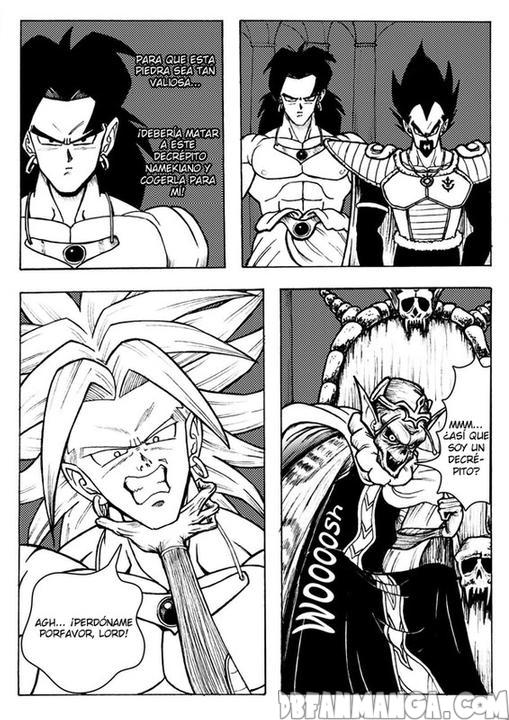 PARA QUE ESTA
PIEDRA SEA TAN
VALIOSA...
¡DEBERÍA MATAR
A ESTE
DECRÉPITO
NAMEKIANO Y
COGERLA PARA
MI!
MMM...
¿ASÍ QUE
SOY UN
DECRÉ-
PITO?
WOOOOSH
AGH... ¡PERDÓNAME
PORFAVOR, LORD!
DBFANMANGA.COM